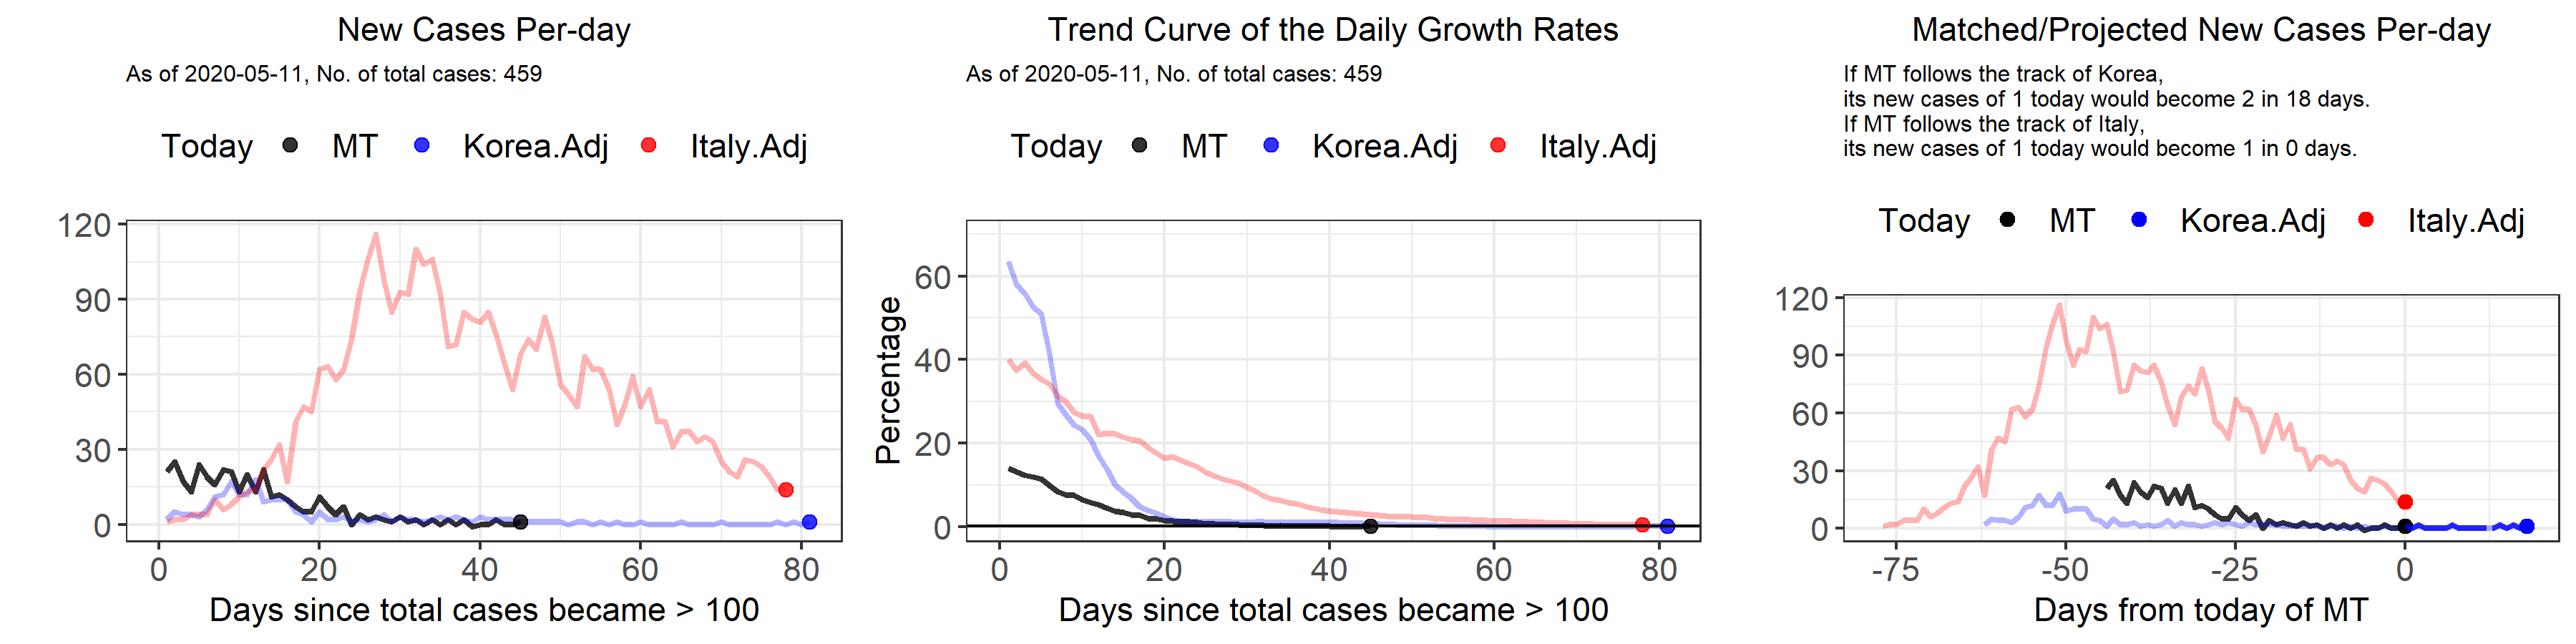 New Cases Per-day
As of 2020-05-11, No. of total cases: 459
Today MT Korea.Adj Italy.Adj
120
90
60
30
0
0 20 40 60 80
Days since total cases became > 100
Trend Curve of the Daily Growth Rates
As of 2020-05-11, No. of total cases: 459
Today MT Korea.Adj Italy.Adj
Percentage
60
40
20
0
0 20 40 60 80
Days since total cases became > 100
Matched/Projected New Cases Per-day
If MT follows the track of Korea,
its new cases of 1 today would become 2 in 18 days.
If MT follows the track of Italy,
its new cases of 1 today would become 1 in 0 days.
Today MT Korea.Adj Italy.Adj
120
90
60
30
0
-75 -50 -25 0
Days from today of MT